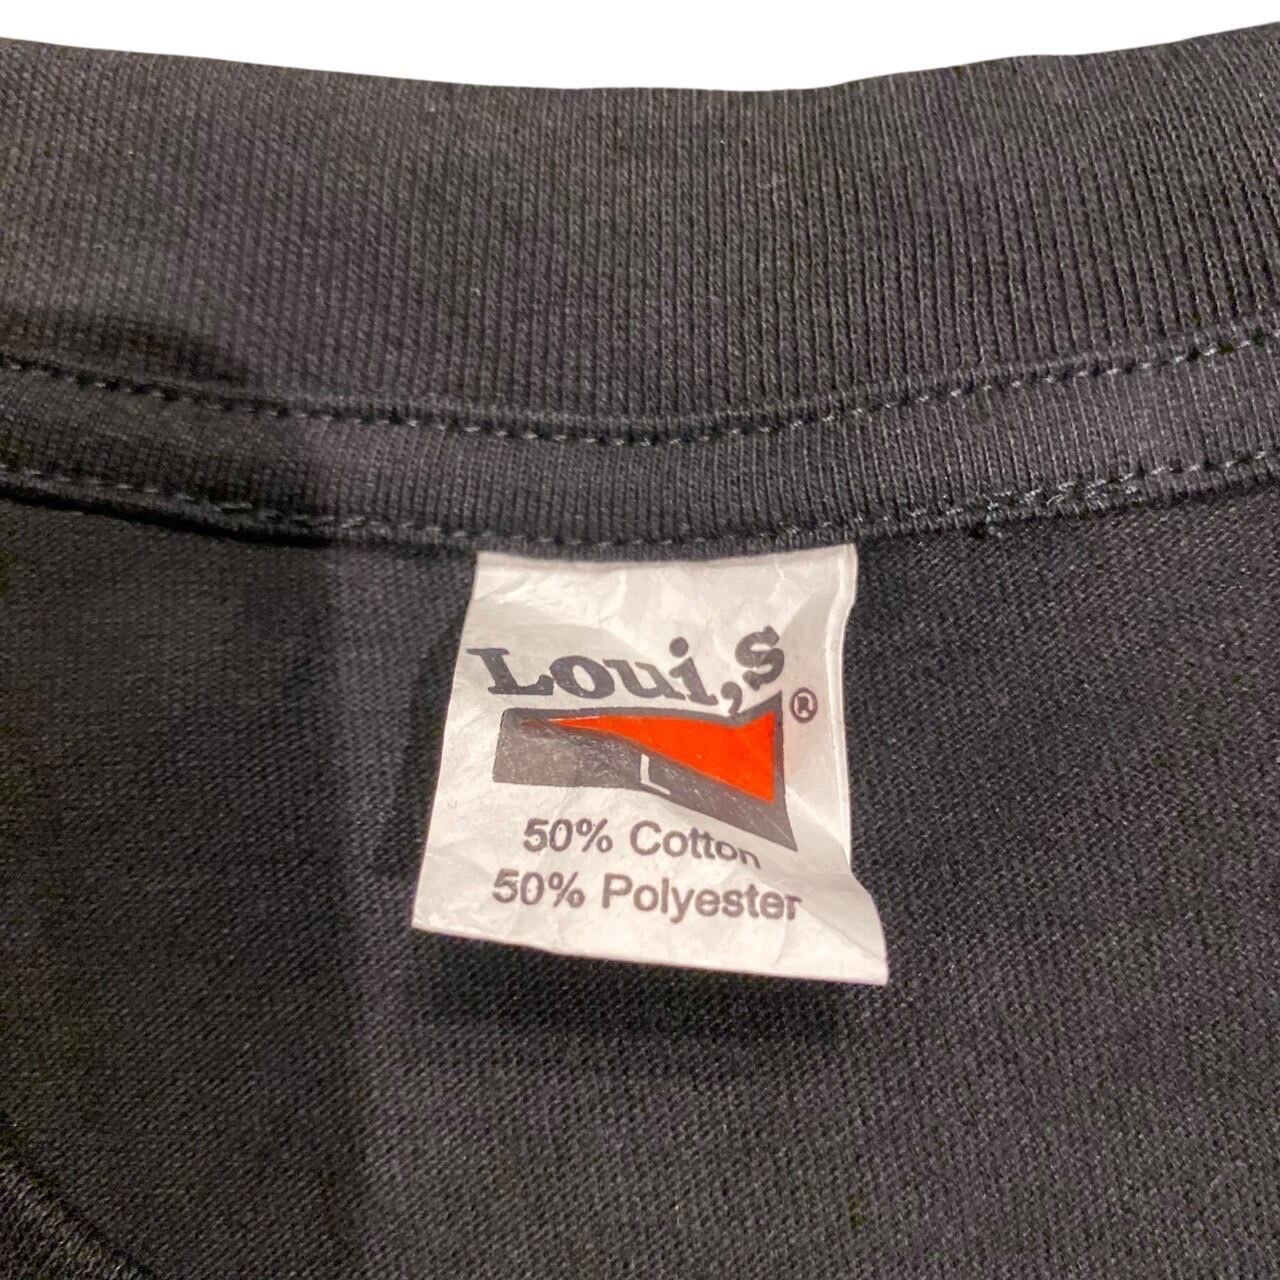 Loui,s
®
L
50% Cotton
50% Polyester